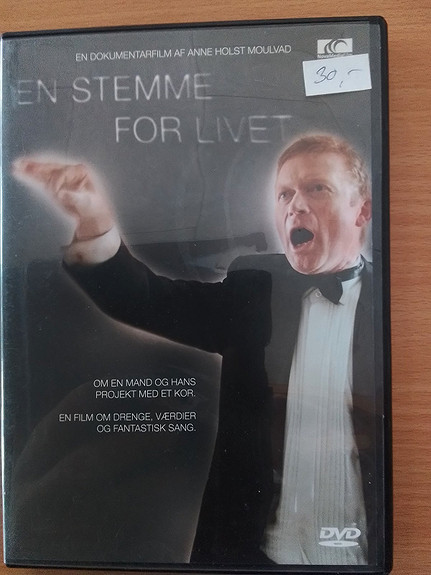 EN DOKUMENTARFILM AF ANNE HOLST MOULVAD
30,-
EN STEMME
FOR LIVET
OM EN MAND OG HANS
PROJEKT MED ET KOR.
EN FILM OM DRENGE, VÆRDIER
OG FANTASTISK SANG.
DVD